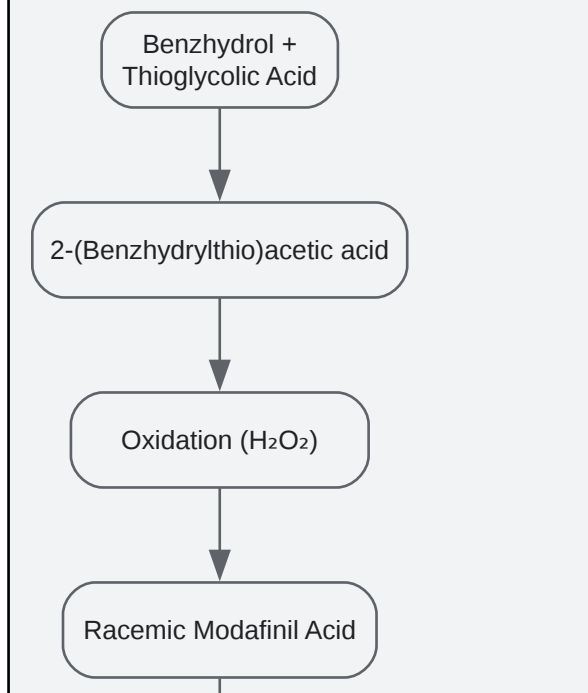 Benzhydrol +
Thioglycolic Acid
2-(Benzhydrylthio)acetic acid
Oxidation (H₂O₂)
Racemic Modafinil Acid